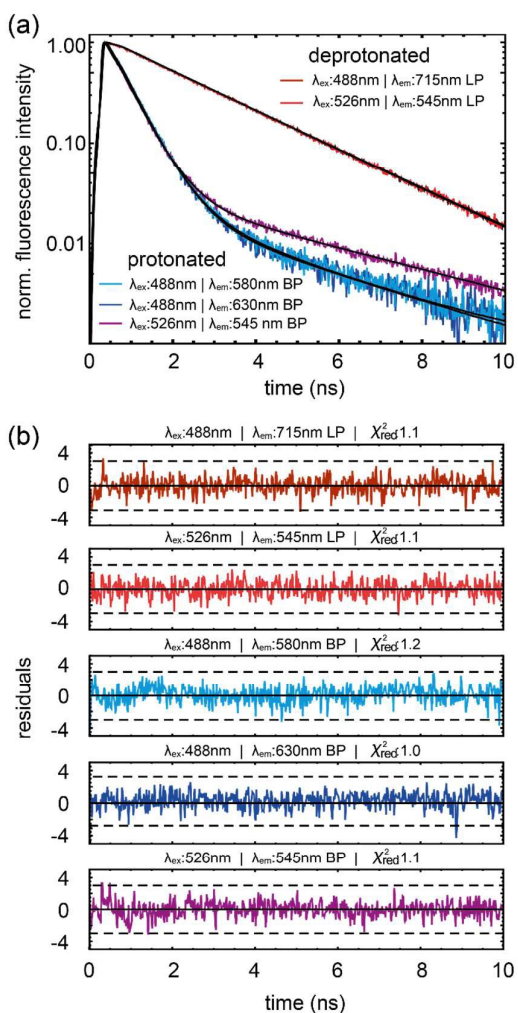 (a)
norm. fluorescence intensity
1.00
0.10
0.01
deprotonated
λex:488nm | λem:715nm LP
λex:526nm | λem:545nm LP
protonated
λex:488nm | λem:580nm BP
λex:488nm | λem:630nm BP
λex:526nm | λem:545 nm BP
0 2 4 6 8 10
time (ns)
(b)
residuals
λex:488nm | λem:715nm LP | χ²red:1.1
4
0
-4
λex:526nm | λem:545nm LP | χ²red:1.1
4
0
-4
λex:488nm | λem:580nm BP | χ²red:1.2
4
0
-4
λex:488nm | λem:630nm BP | χ²red:1.0
4
0
-4
λex:526nm | λem:545nm BP | χ²red:1.1
4
0
-4
0 2 4 6 8 10
time (ns)